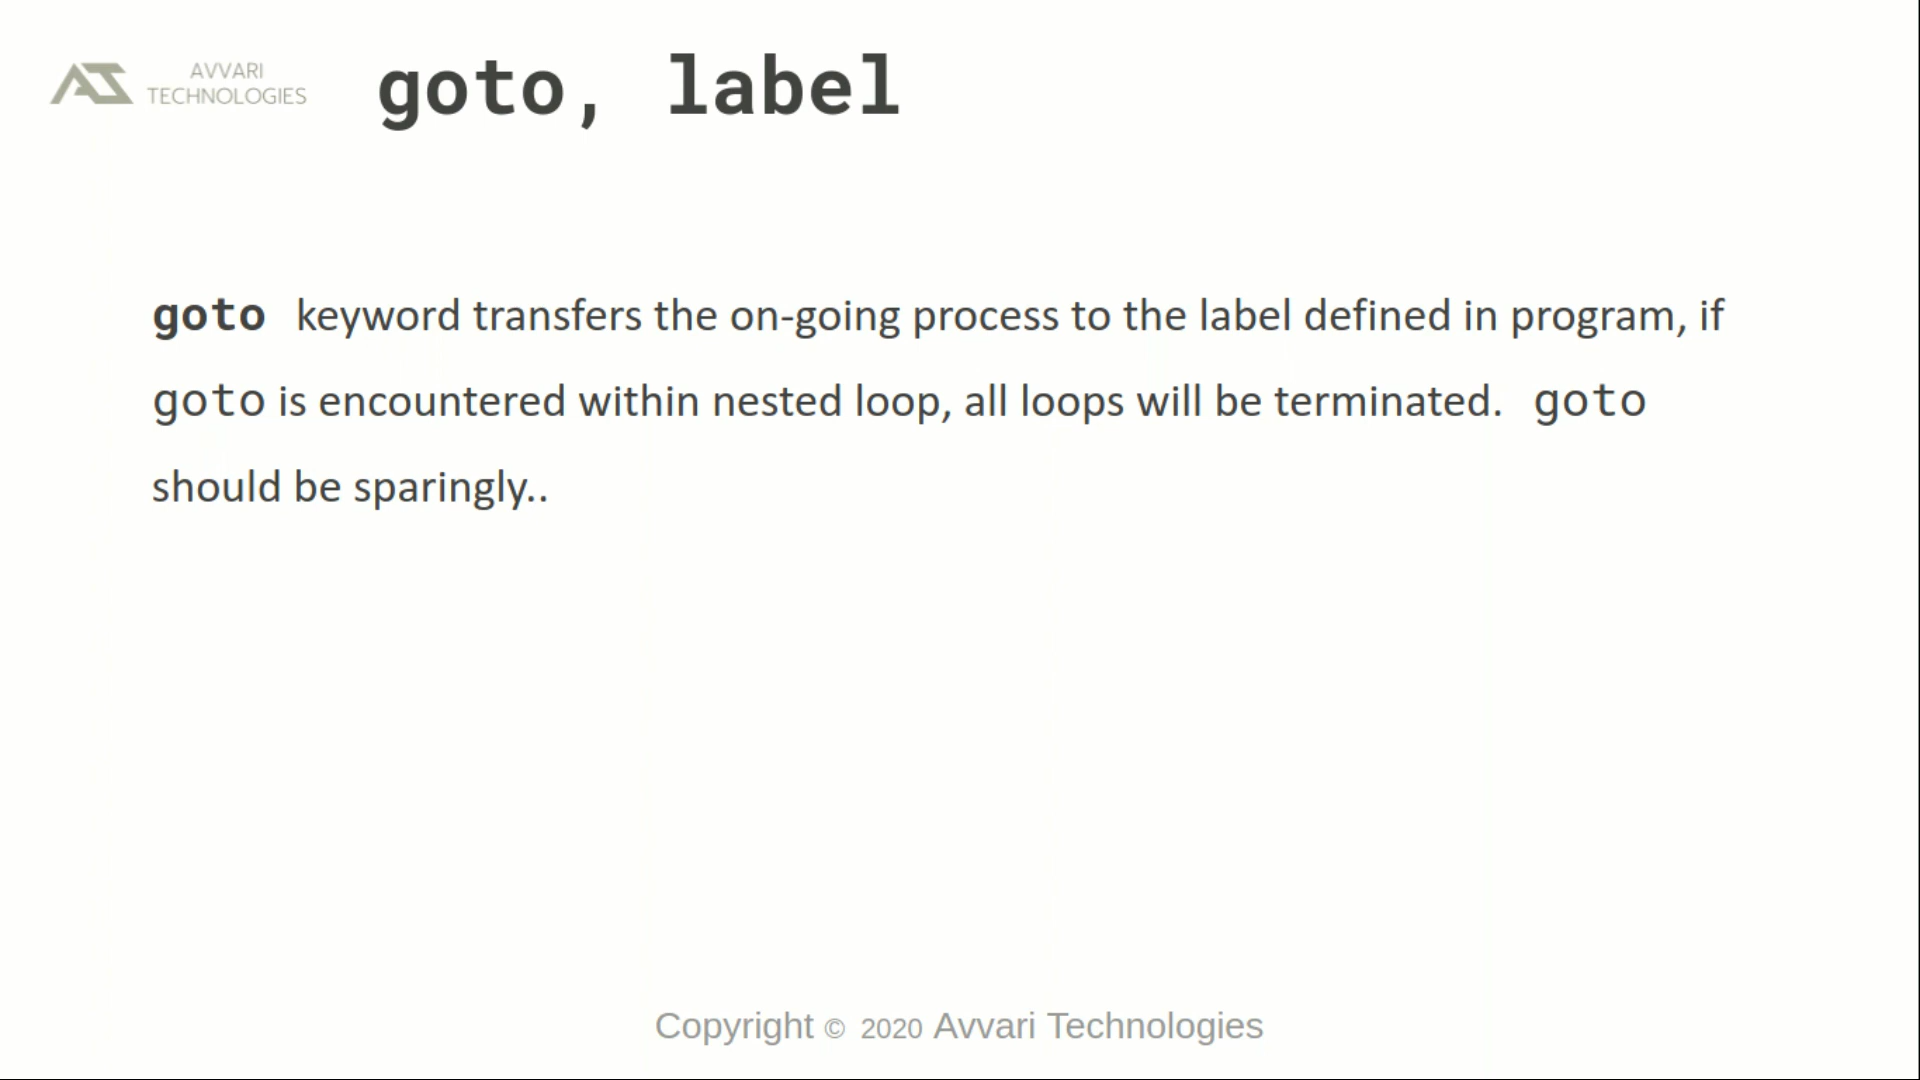 AVVARI
TECHNOLOGIES
goto, label
goto keyword transfers the on-going process to the label defined in program, if
goto is encountered within nested loop, all loops will be terminated. goto
should be sparingly..
Copyright © 2020 Avvari Technologies